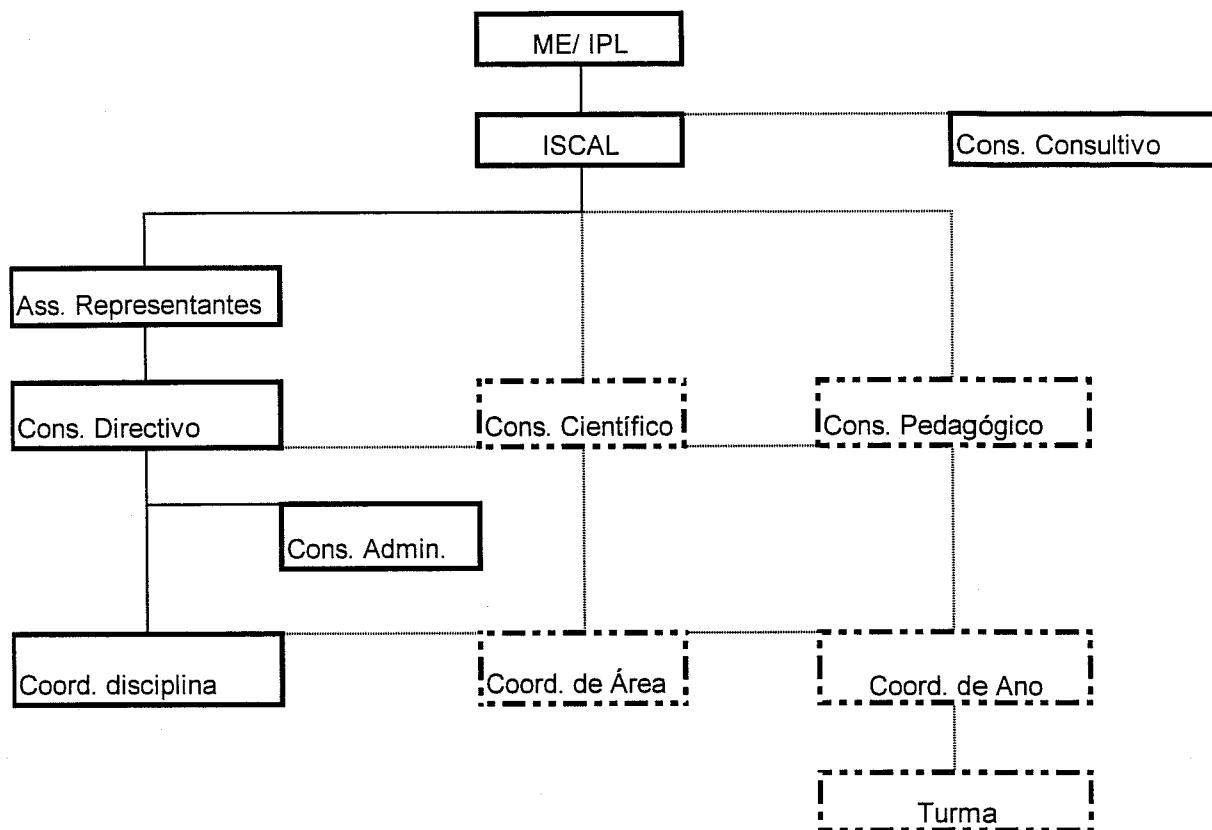 ME/ IPL
ISCAL
Cons. Consultivo
Ass. Representantes
Cons. Directivo
Cons. Científico
Cons. Pedagógico
Cons. Admin.
Coord. disciplina
Coord. de Área
Coord. de Ano
Turma